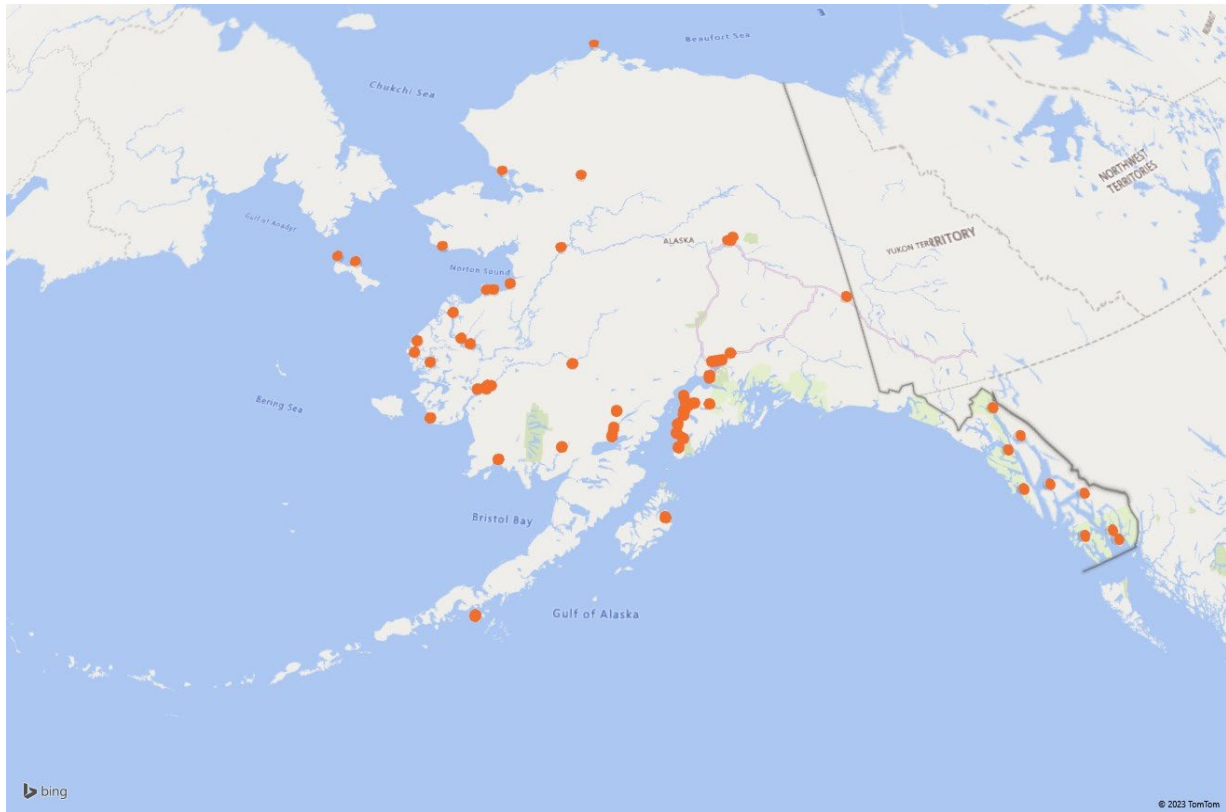 Beaufort Sea
NUNAVUT
Chukchi Sea
NORTHWEST
TERRITORIES
Gulf of Anadyr
ALASKA
YUKON TERRITORY
Norton Sound
Bering Sea
Bristol Bay
Gulf of Alaska
bing
© 2023 TomTom